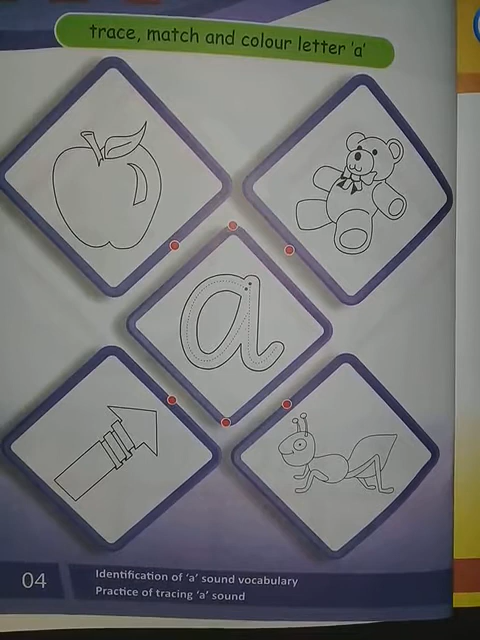 trace, match and colour letter 'a'
a
04
Identification of 'a' sound vocabulary
Practice of tracing 'a' sound